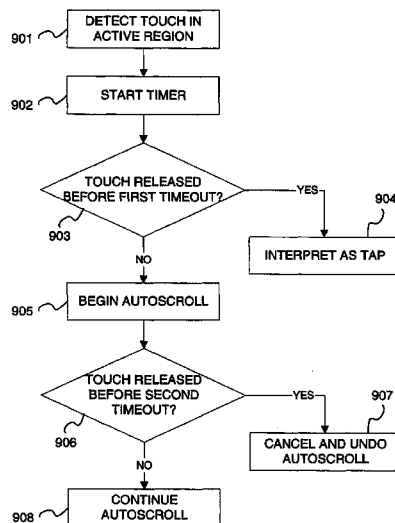 901
DETECT TOUCH IN
ACTIVE REGION
902
START TIMER
TOUCH RELEASED
BEFORE FIRST TIMEOUT?
903
YES
904
INTERPRET AS TAP
NO
905
BEGIN AUTOSCROLL
TOUCH RELEASED
BEFORE SECOND
TIMEOUT?
906
YES
907
CANCEL AND UNDO
AUTOSCROLL
NO
908
CONTINUE
AUTOSCROLL